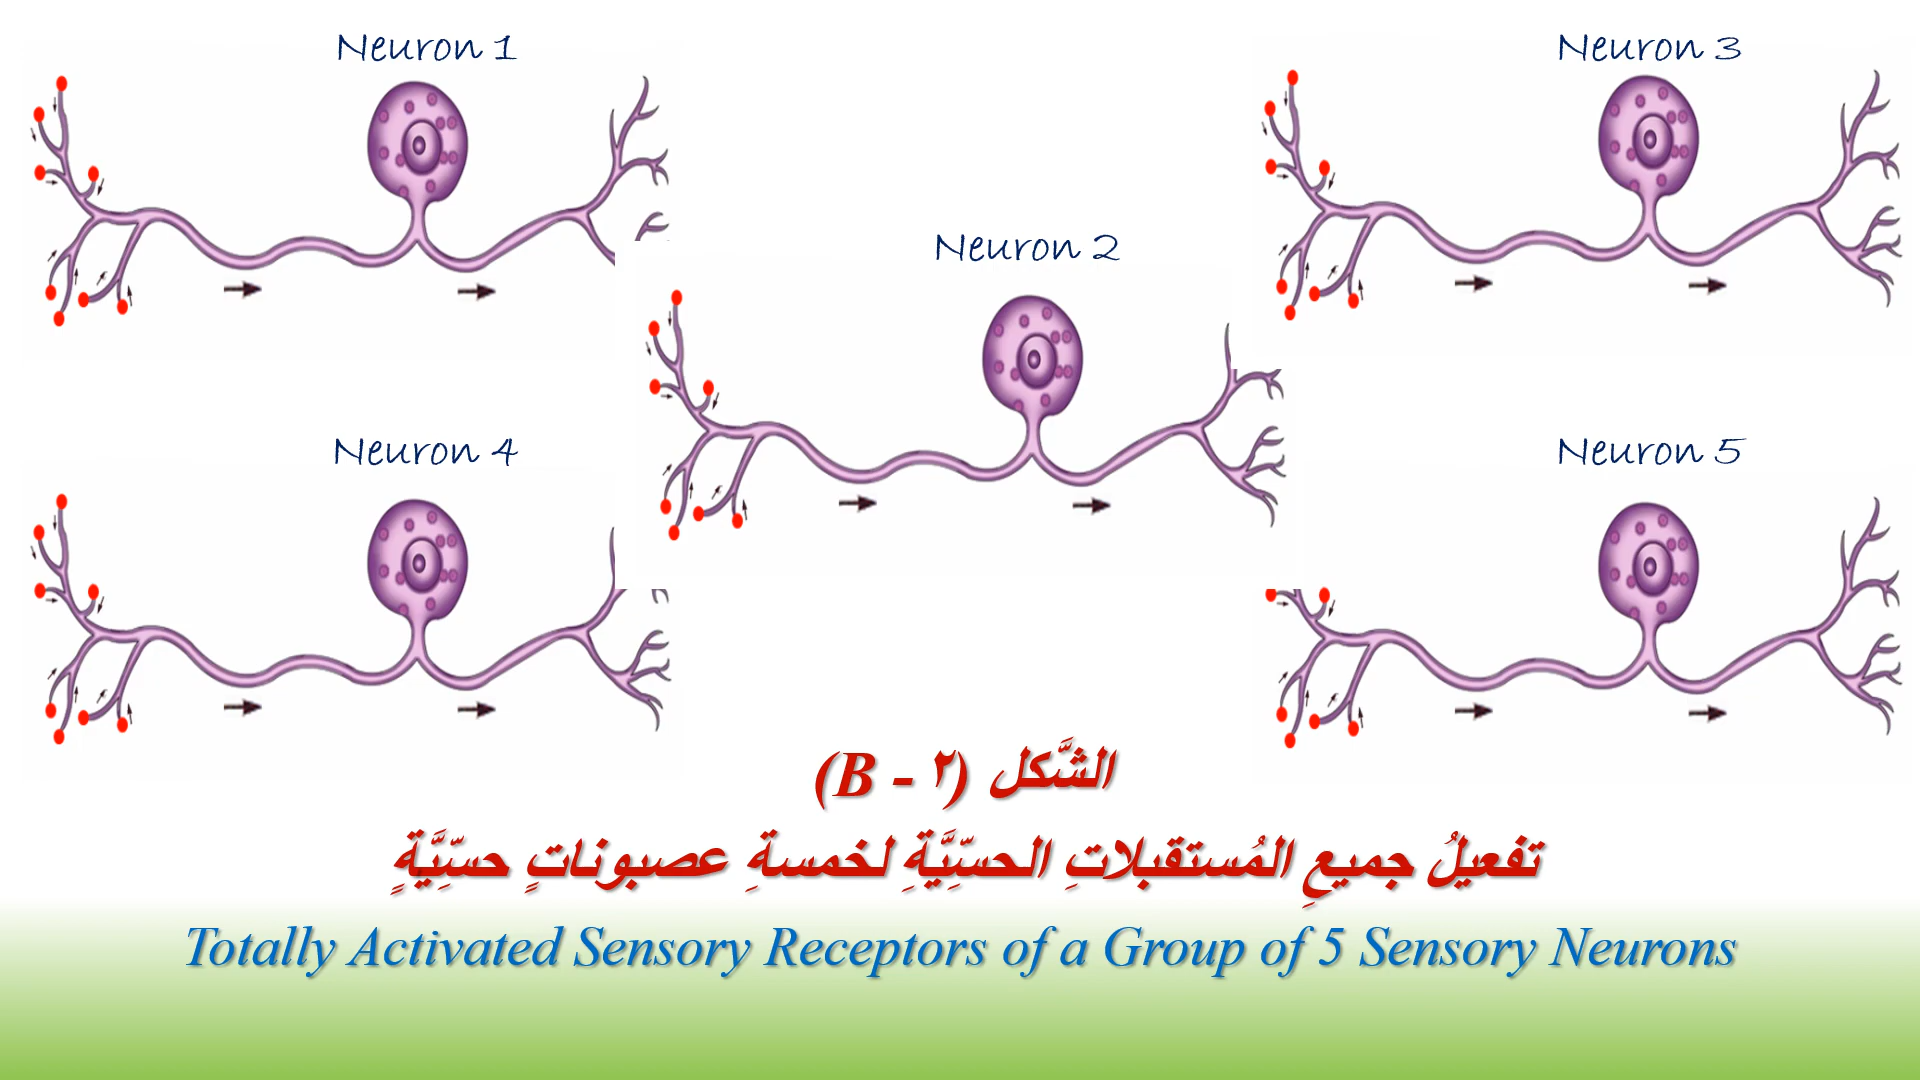 Neuron 1
Neuron 3
Neuron 2
Neuron 4
Neuron 5
الشَّكل (٢ - B)
تفعيلُ جميعِ المُستقبلاتِ الحسّيَّةِ لخمسةِ عصبوناتٍ حسّيَّةٍ
Totally Activated Sensory Receptors of a Group of 5 Sensory Neurons